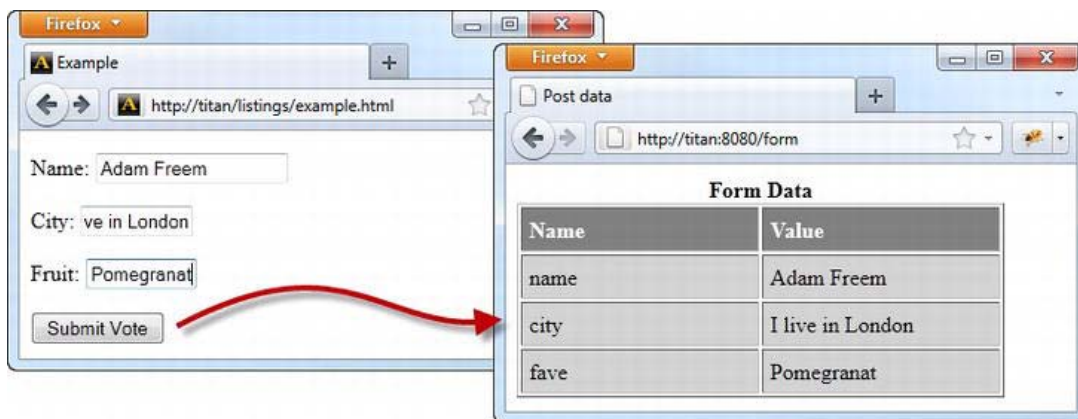 Firefox
Example
http://titan/listings/example.html
Name: Adam Freem
City: ve in London
Fruit: Pomegranat
Submit Vote
Firefox
Post data
http://titan:8080/form
Form Data
Name Value
name Adam Freem
city I live in London
fave Pomegranat